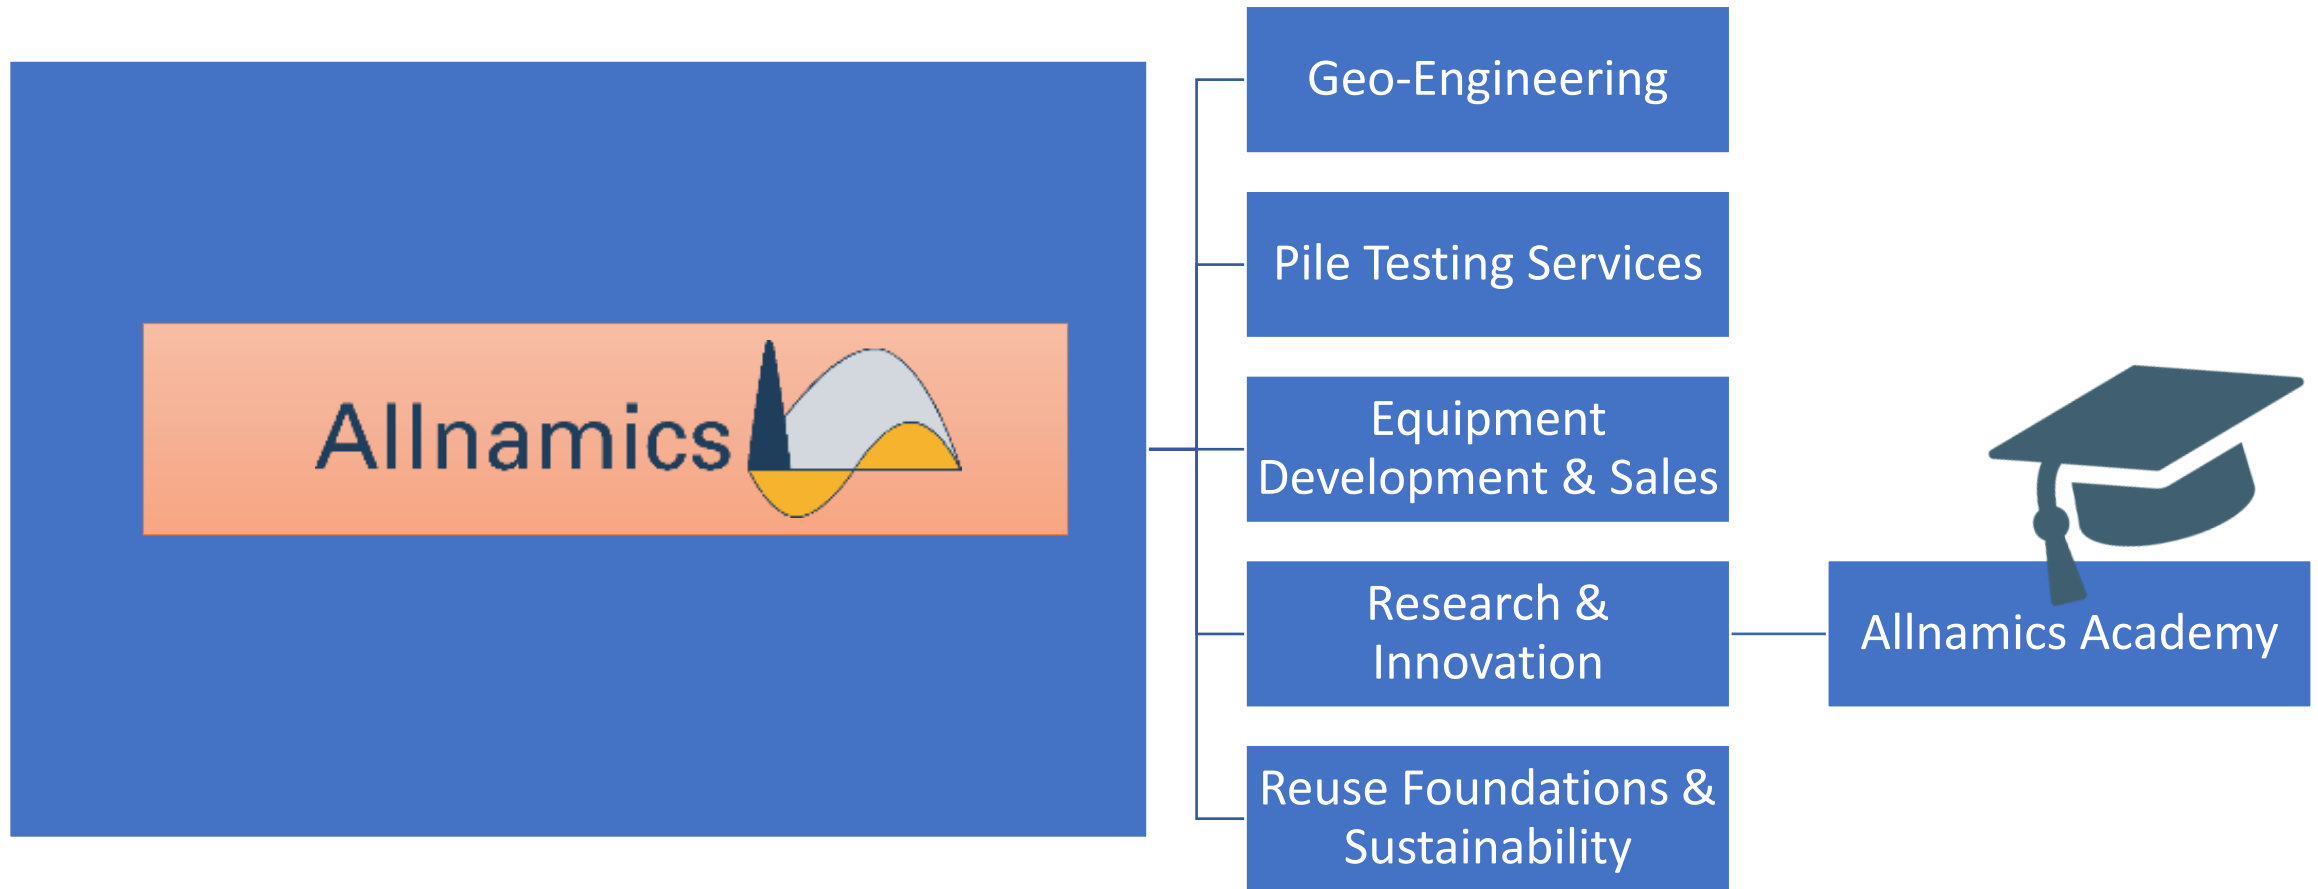 Allnamics
Geo-Engineering
Pile Testing Services
Equipment
Development & Sales
Research &
Innovation
Allnamics Academy
Reuse Foundations &
Sustainability